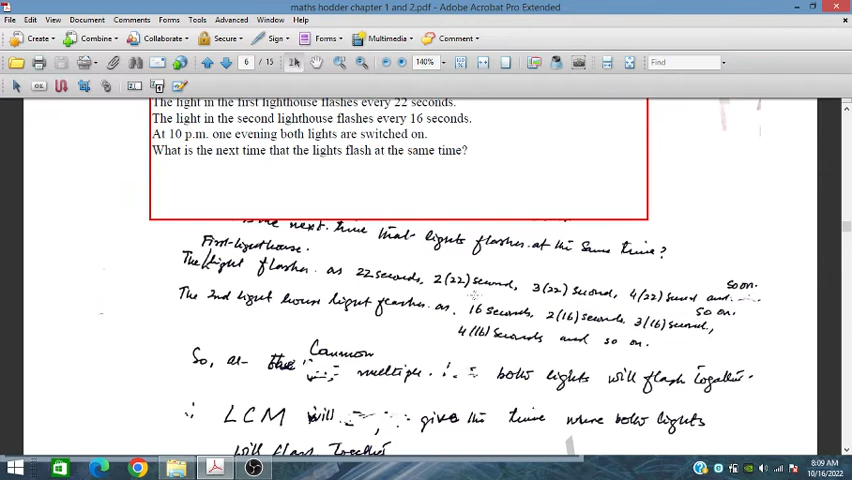 maths hodder chapter 1 and 2.pdf - Adobe Acrobat Pro Extended
File Edit View Document Comments Forms Tools Advanced Window Help
Create Combine Collaborate Secure Sign Forms Multimedia Comment
6 / 15 140% Find
The light in the first lighthouse flashes every 22 seconds.
The light in the second lighthouse flashes every 16 seconds.
At 10 p.m. one evening both lights are switched on.
What is the next time that the lights flash at the same time?
is the next time that lights flashes at the same time?
First lighthouse
The light flashes as 22 seconds, 2(22) second, 3(22) second, 4(22) second and so on.
The 2nd light house light flashes as 16 seconds, 2(16) seconds 3(16) second,
so on.
4(16) seconds and so on.
So, at Common multiple both lights will flash together.
∴ LCM will give the time where both lights
will flash together
8:09 AM
10/16/2022